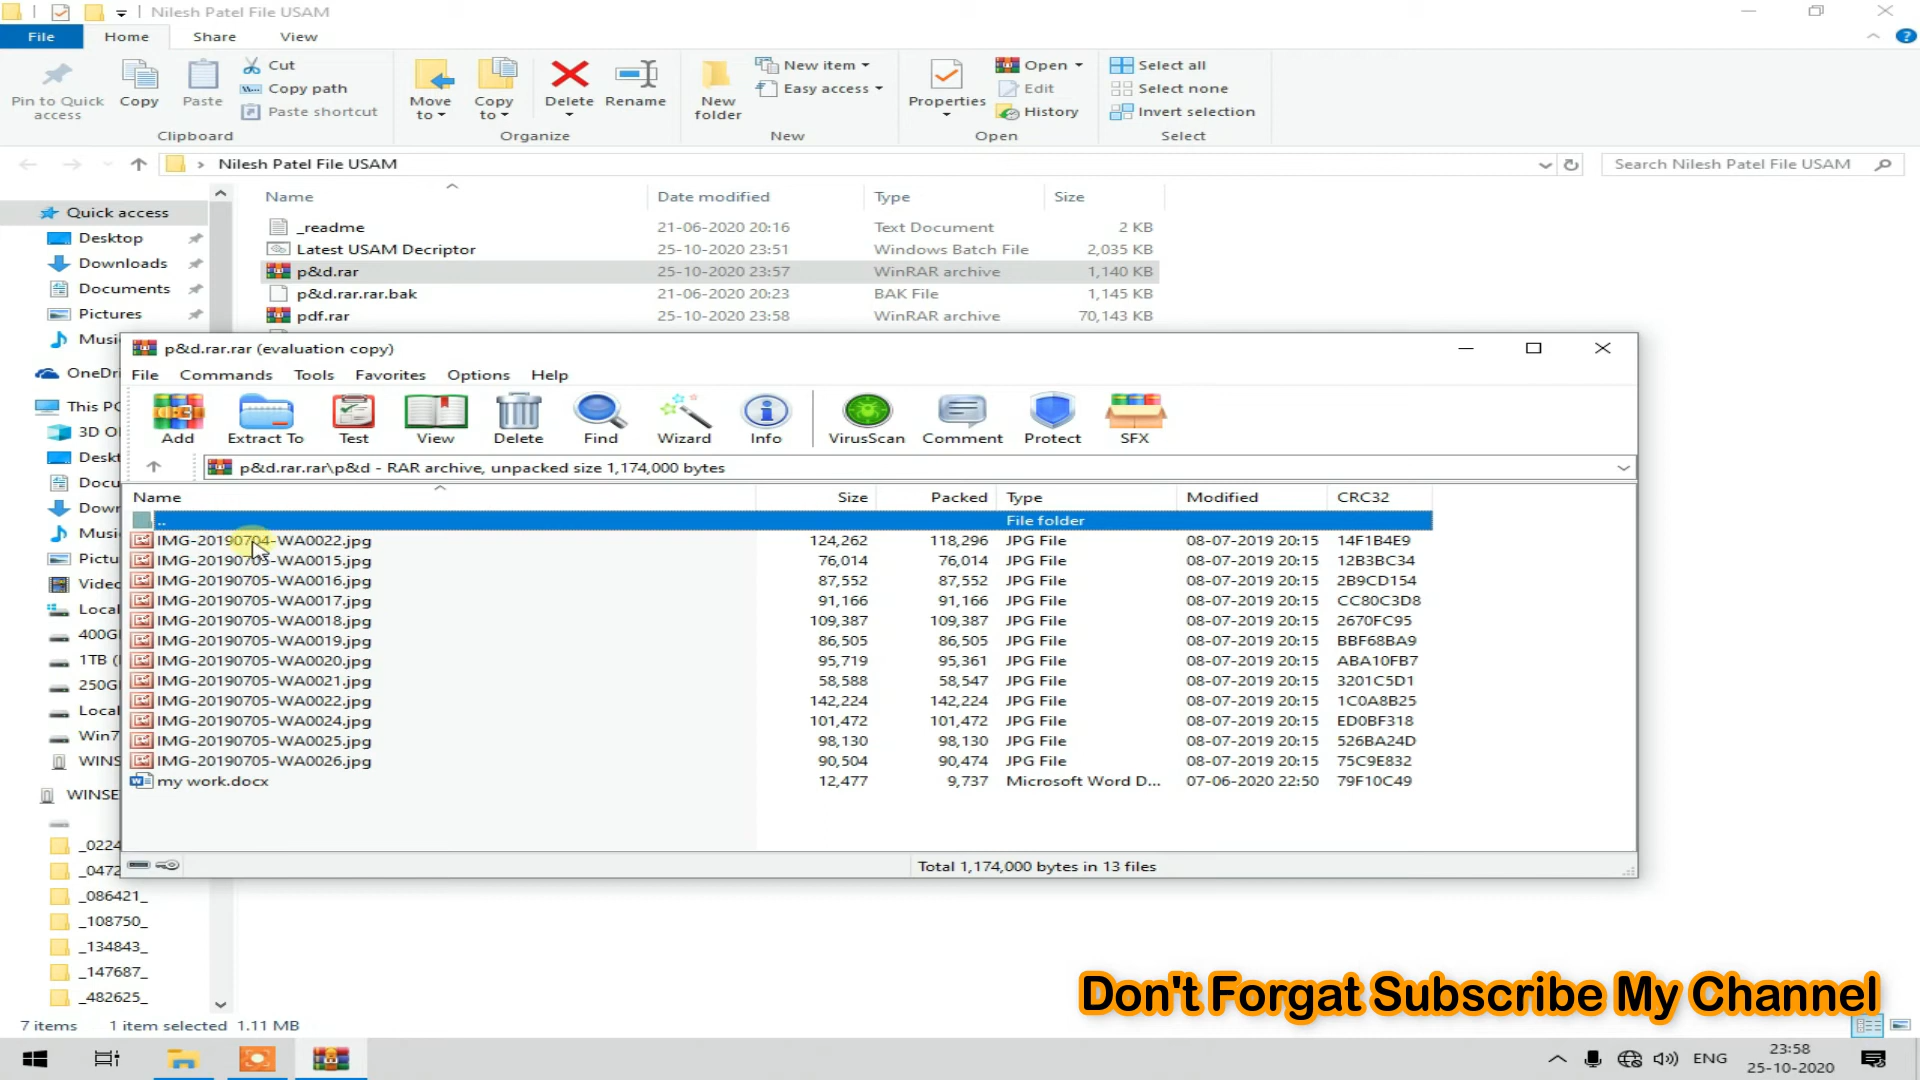 Nilesh Patel File USAM
File Home Share View
Pin to Quick access
Copy
Paste
Cut
Copy path
Paste shortcut
Clipboard
Move to
Copy to
Delete
Rename
Organize
New folder
New item
Easy access
New
Properties
Open
Edit
History
Open
Select all
Select none
Invert selection
Select
Nilesh Patel File USAM
Search Nilesh Patel File USAM
Quick access
Desktop
Downloads
Documents
Pictures
Musi
OneDri
This PC
3D O
Deskt
Docu
Down
Musi
Pictu
Video
Local
400G
1TB (
250G
Local
Win7
WINS
WINSE
_0224
_0472
_086421_
_108750_
_134843_
_147687_
_482625_
Name Date modified Type Size
_readme 21-06-2020 20:16 Text Document 2 KB
Latest USAM Decriptor 25-10-2020 23:51 Windows Batch File 2,035 KB
p&d.rar 25-10-2020 23:57 WinRAR archive 1,140 KB
p&d.rar.rar.bak 21-06-2020 20:23 BAK File 1,145 KB
pdf.rar 25-10-2020 23:58 WinRAR archive 70,143 KB
p&d.rar.rar (evaluation copy)
File Commands Tools Favorites Options Help
Add Extract To Test View Delete Find Wizard Info VirusScan Comment Protect SFX
p&d.rar.rar\p&d - RAR archive, unpacked size 1,174,000 bytes
Name Size Packed Type Modified CRC32
.. File folder
IMG-20190704-WA0022.jpg 124,262 118,296 JPG File 08-07-2019 20:15 14F1B4E9
IMG-20190705-WA0015.jpg 76,014 76,014 JPG File 08-07-2019 20:15 12B3BC34
IMG-20190705-WA0016.jpg 87,552 87,552 JPG File 08-07-2019 20:15 2B9CD154
IMG-20190705-WA0017.jpg 91,166 91,166 JPG File 08-07-2019 20:15 CC80C3D8
IMG-20190705-WA0018.jpg 109,387 109,387 JPG File 08-07-2019 20:15 2670FC95
IMG-20190705-WA0019.jpg 86,505 86,505 JPG File 08-07-2019 20:15 BBF68BA9
IMG-20190705-WA0020.jpg 95,719 95,361 JPG File 08-07-2019 20:15 ABA10FB7
IMG-20190705-WA0021.jpg 58,588 58,547 JPG File 08-07-2019 20:15 3201C5D1
IMG-20190705-WA0022.jpg 142,224 142,224 JPG File 08-07-2019 20:15 1C0A8B25
IMG-20190705-WA0024.jpg 101,472 101,472 JPG File 08-07-2019 20:15 ED0BF318
IMG-20190705-WA0025.jpg 98,130 98,130 JPG File 08-07-2019 20:15 526BA24D
IMG-20190705-WA0026.jpg 90,504 90,474 JPG File 08-07-2019 20:15 75C9E832
my work.docx 12,477 9,737 Microsoft Word D... 07-06-2020 22:50 79F10C49
Total 1,174,000 bytes in 13 files
Don't Forgat Subscribe My Channel
7 items 1 item selected 1.11 MB
ENG
23:58
25-10-2020